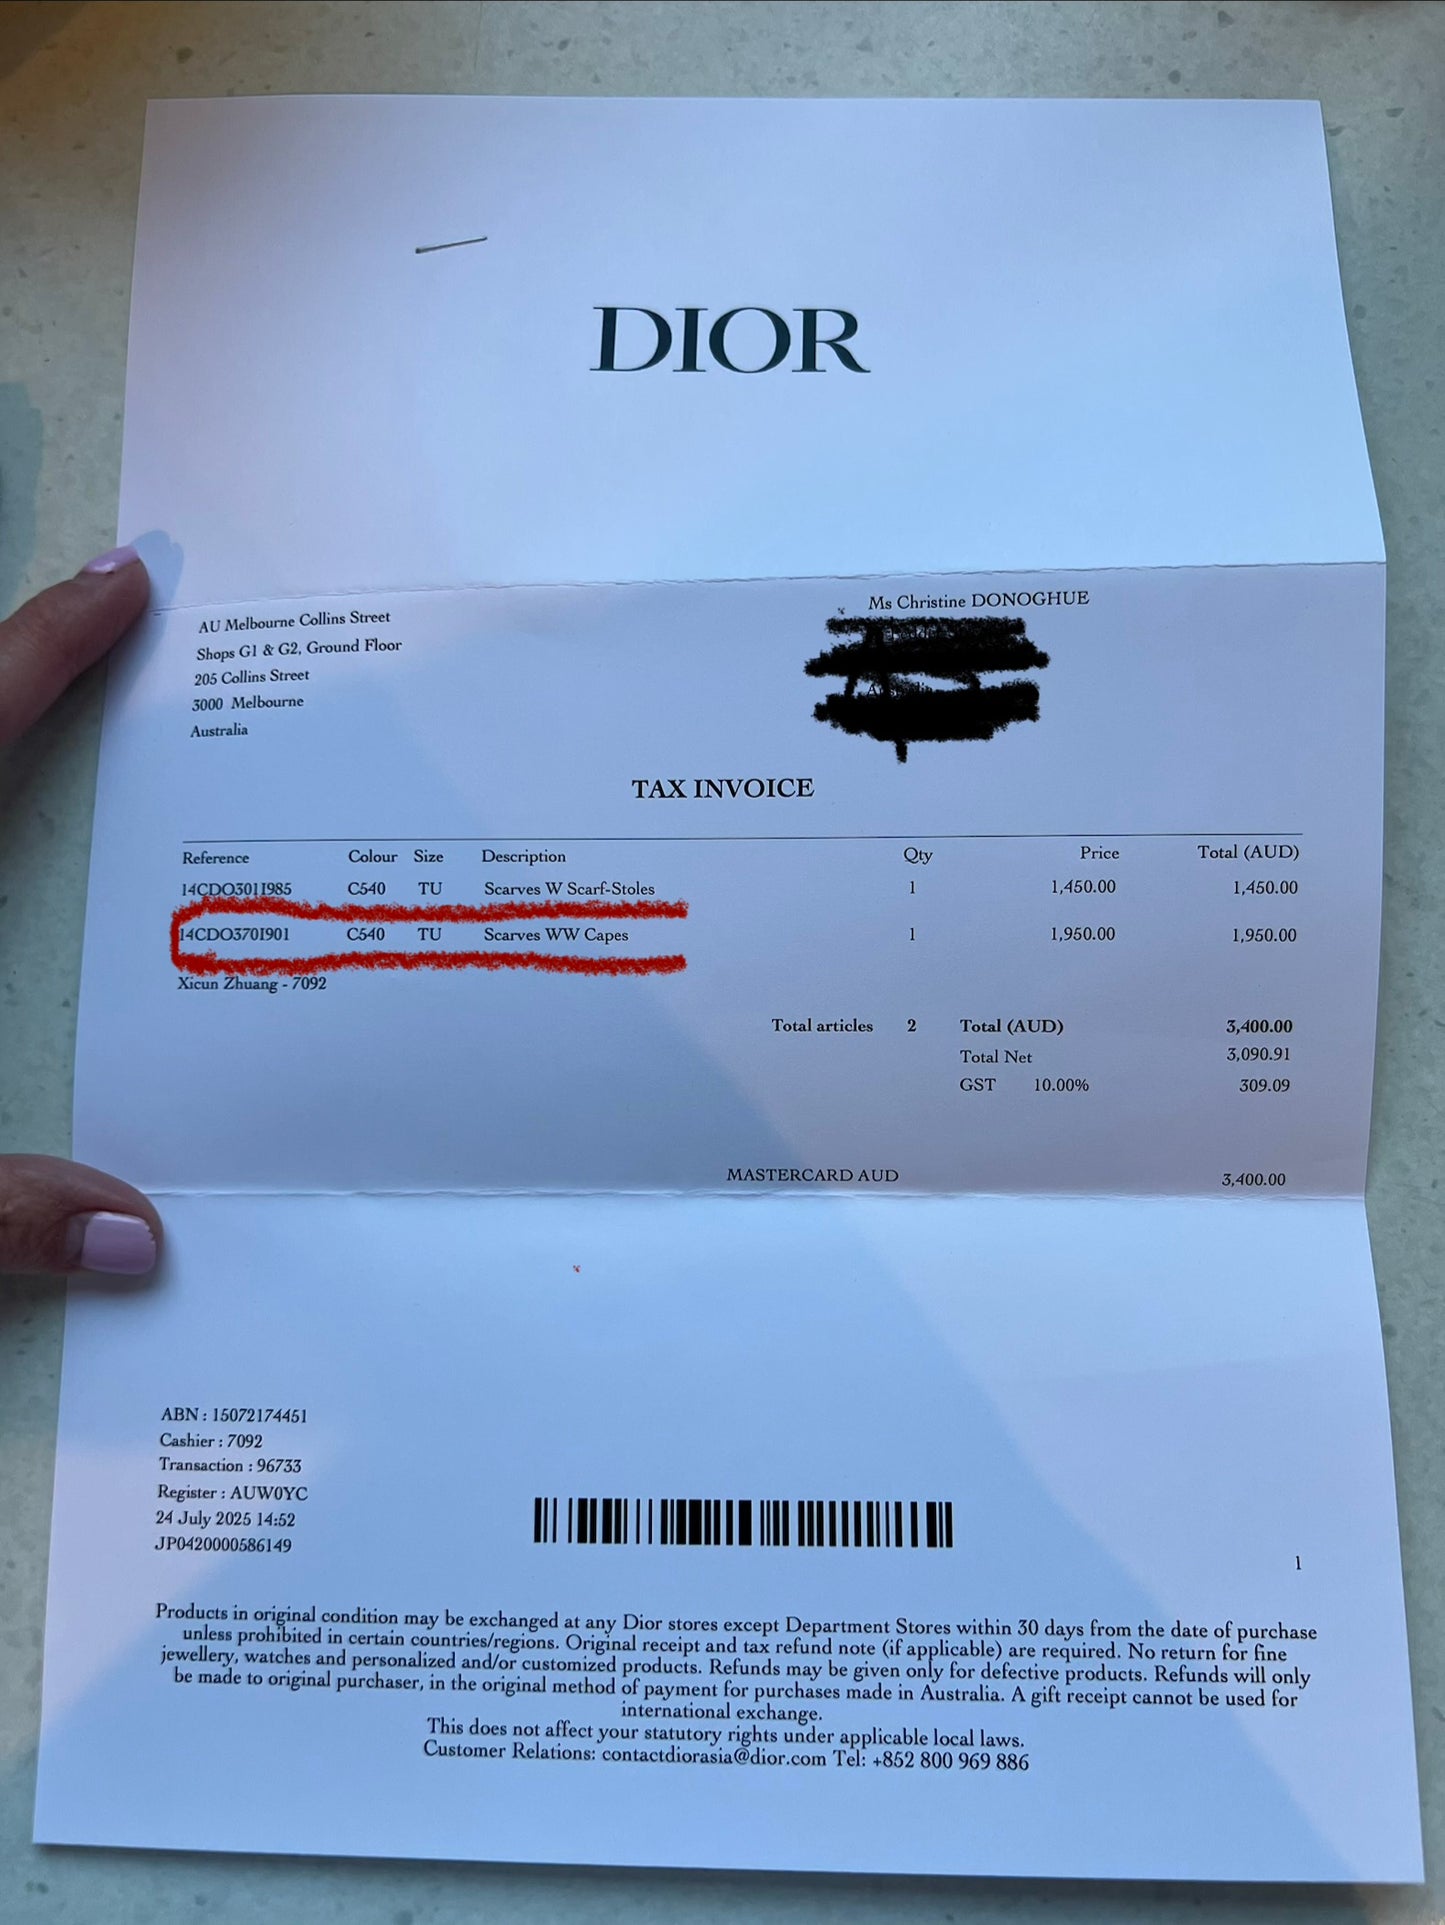 DIOR
AU Melbourne Collins Street
Shops G1 & G2, Ground Floor
205 Collins Street
3000 Melbourne
Australia
Ms Christine DONOGHUE
TAX INVOICE
Reference Colour Size Description Qty Price Total (AUD)
14CDO301I985 C540 TU Scarves W Scarf-Stoles 1 1,450.00 1,450.00
14CDO370I901 C540 TU Scarves WW Capes 1 1,950.00 1,950.00
Xicun Zhuang - 7092
Total articles 2 Total (AUD) 3,400.00
Total Net 3,090.91
GST 10.00% 309.09
MASTERCARD AUD 3,400.00
ABN : 15072174451
Cashier : 7092
Transaction : 96733
Register : AUW0YC
24 July 2025 14:52
JP0420000586149
1
Products in original condition may be exchanged at any Dior stores except Department Stores within 30 days from the date of purchase
unless prohibited in certain countries/regions. Original receipt and tax refund note (if applicable) are required. No return for fine
jewellery, watches and personalized and/or customized products. Refunds may be given only for defective products. Refunds will only
be made to original purchaser, in the original method of payment for purchases made in Australia. A gift receipt cannot be used for
international exchange.
This does not affect your statutory rights under applicable local laws.
Customer Relations: contactdiorasia@dior.com Tel: +852 800 969 886